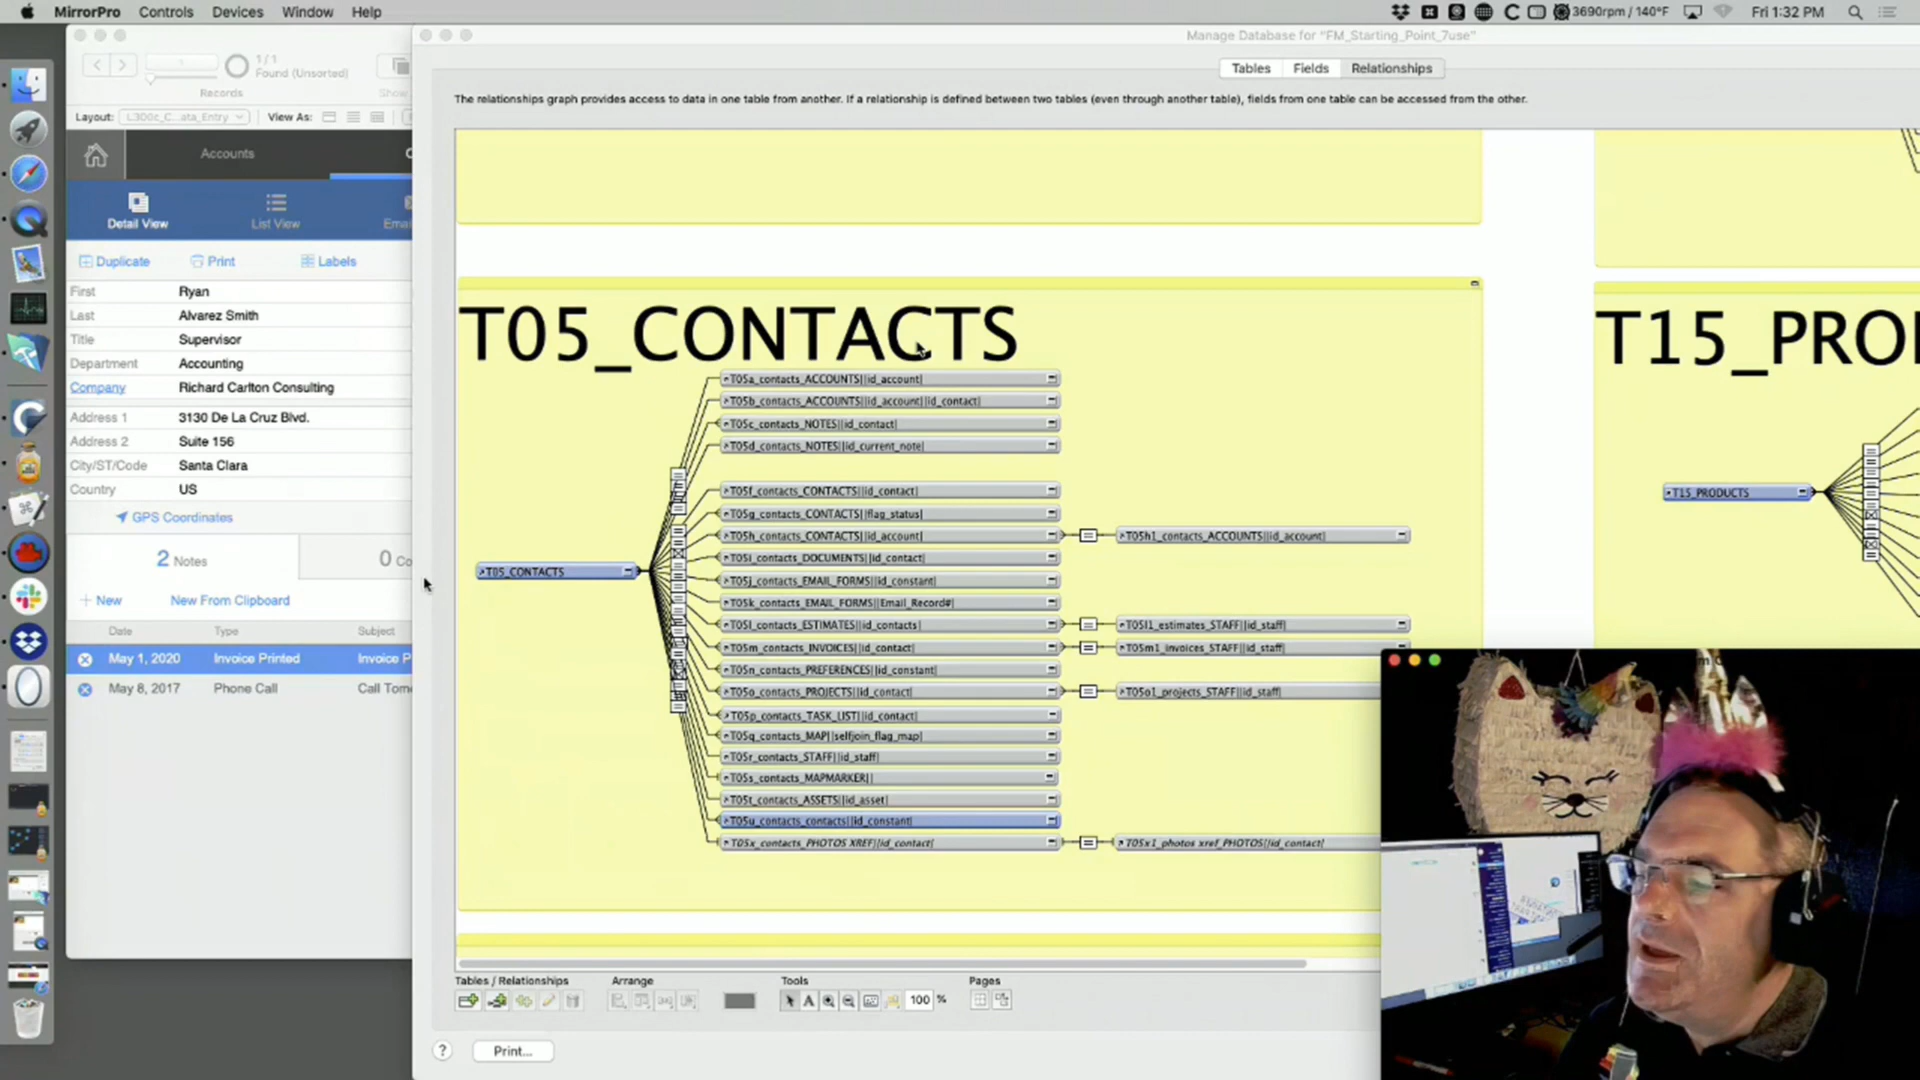 MirrorPro Controls Devices Window Help
3690rpm / 140°F Fri 1:32 PM
Manage Database for "FM_Starting_Point_7use"
Tables Fields Relationships
The relationships graph provides access to data in one table from another. If a relationship is defined between two tables (even through another table), fields from one table can be accessed from the other.
1 / 1
Found (Unsorted)
Records
Show
Layout: L300c_C...ata_Entry View As:
Accounts
Detail View
List View
Emai
Duplicate Print Labels
First Ryan
Last Alvarez Smith
Title Supervisor
Department Accounting
Company Richard Carlton Consulting
Address 1 3130 De La Cruz Blvd.
Address 2 Suite 156
City/ST/Code Santa Clara
Country US
GPS Coordinates
2 Notes
0 Co
+ New New From Clipboard
Date Type Subject
May 1, 2020 Invoice Printed Invoice P
May 8, 2017 Phone Call Call Tom
T05_CONTACTS
T05_CONTACTS
T05a_contacts_ACCOUNTS||id_account|
T05b_contacts_ACCOUNTS||id_account||id_contact|
T05c_contacts_NOTES||id_contact|
T05d_contacts_NOTES||id_current_note|
T05f_contacts_CONTACTS||id_contact|
T05g_contacts_CONTACTS||flag_status|
T05h_contacts_CONTACTS||id_account|
T05h1_contacts_ACCOUNTS||id_account|
T05i_contacts_DOCUMENTS||id_contact|
T05j_contacts_EMAIL_FORMS||id_constant|
T05k_contacts_EMAIL_FORMS||Email_Record#|
T05l_contacts_ESTIMATES||id_contacts|
T05l1_estimates_STAFF||id_staff|
T05m_contacts_INVOICES||id_contact|
T05m1_invoices_STAFF||id_staff|
T05n_contacts_PREFERENCES||id_constant|
T05o_contacts_PROJECTS||id_contact|
T05o1_projects_STAFF||id_staff|
T05p_contacts_TASK_LIST||id_contact|
T05q_contacts_MAP||selfjoin_flag_map|
T05r_contacts_STAFF||id_staff|
T05s_contacts_MAPMARKER||
T05t_contacts_ASSETS||id_asset|
T05u_contacts_contacts||id_constant|
T05x_contacts_PHOTOS XREF||id_contact|
T05x1_photos xref_PHOTOS||id_contact|
T15_PRO
T15_PRODUCTS
Tables / Relationships Arrange Tools Pages
A 100 %
? Print...